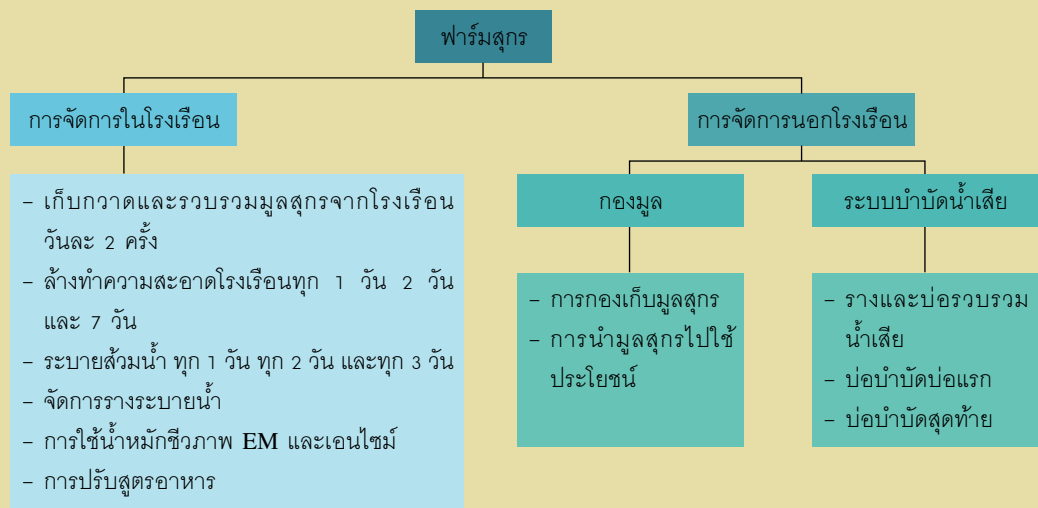 ฟาร์มสุกร
การจัดการในโรงเรือน
– เก็บกวาดและรวบรวมมูลสุกรจากโรงเรือน
วันละ 2 ครั้ง
– ล้างทำความสะอาดโรงเรือนทุก 1 วัน 2 วัน
และ 7 วัน
– ระบายส้วมน้ำ ทุก 1 วัน ทุก 2 วัน และทุก 3 วัน
– จัดการรางระบายน้ำ
– การใช้น้ำหมักชีวภาพ EM และเอนไซม์
– การปรับสูตรอาหาร
การจัดการนอกโรงเรือน
กองมูล
– การกองเก็บมูลสุกร
– การนำมูลสุกรไปใช้
ประโยชน์
ระบบบำบัดน้ำเสีย
– รางและบ่อรวบรวม
น้ำเสีย
– บ่อบำบัดบ่อแรก
– บ่อบำบัดสุดท้าย